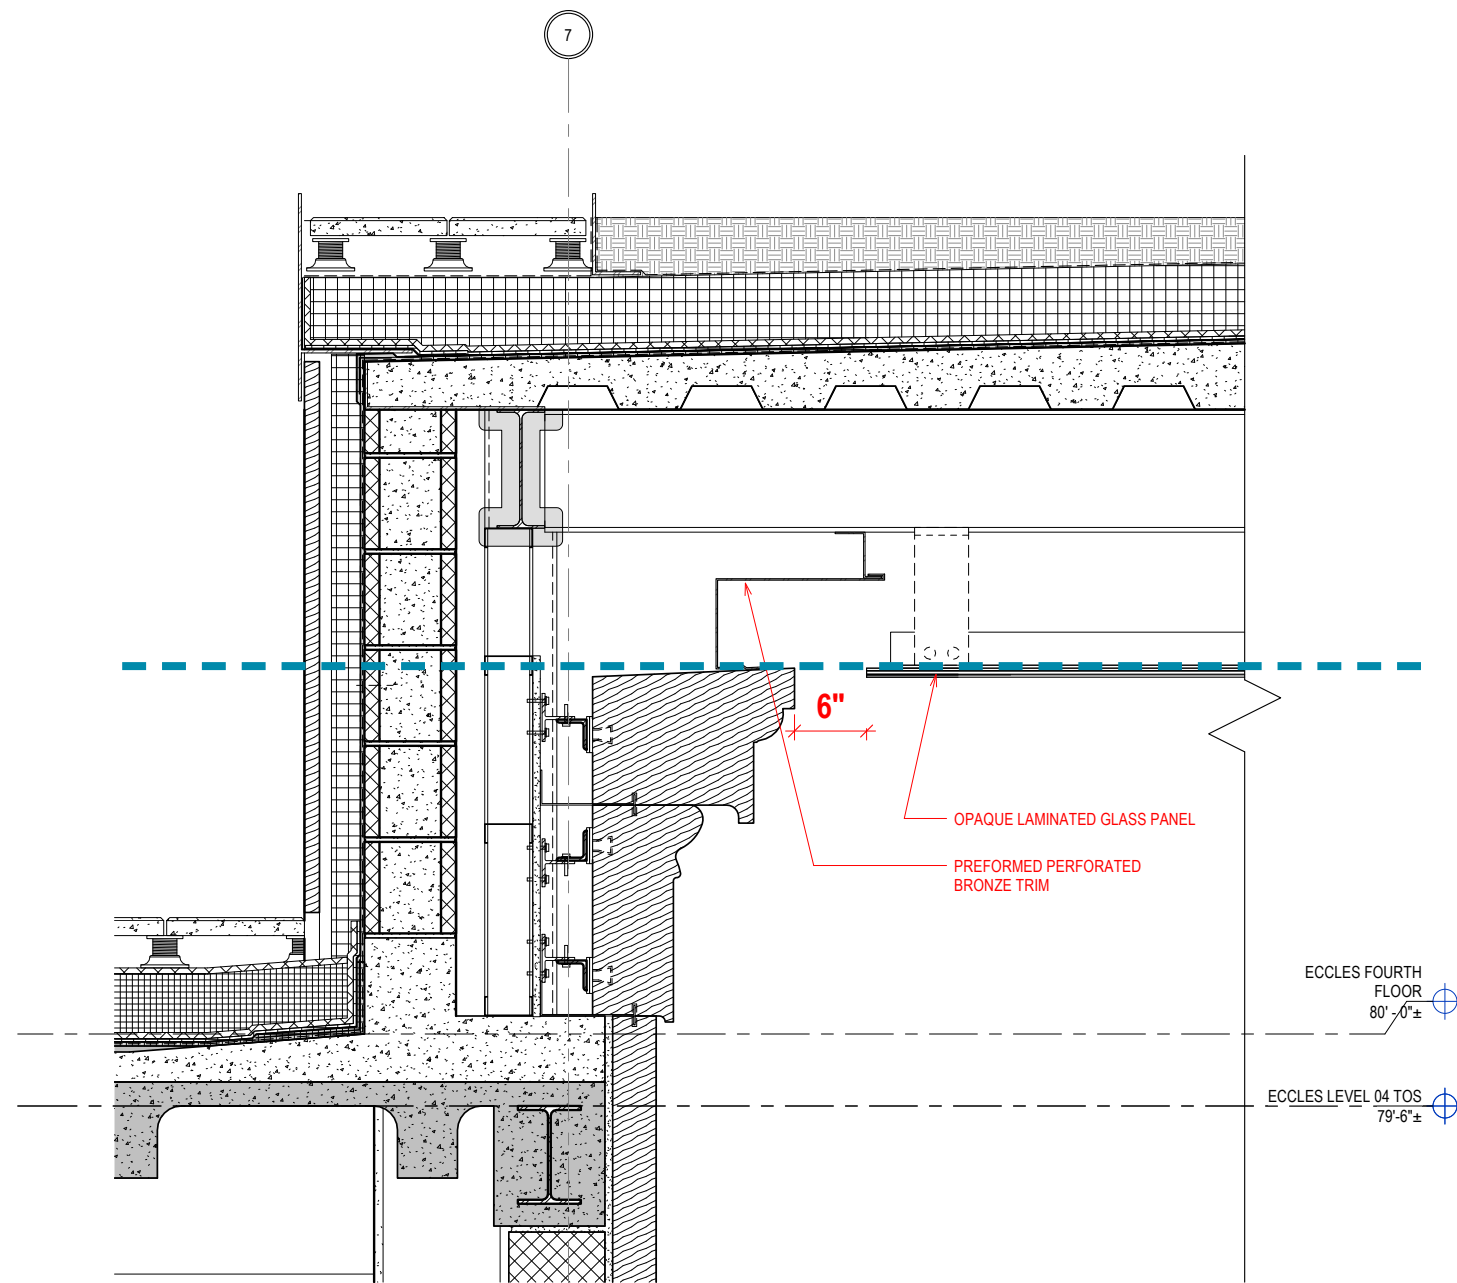 7
6"
OPAQUE LAMINATED GLASS PANEL
PREFORMED PERFORATED
BRONZE TRIM
ECCLES FOURTH
FLOOR
80' - 0"±
ECCLES LEVEL 04 TOS
79'-6"±